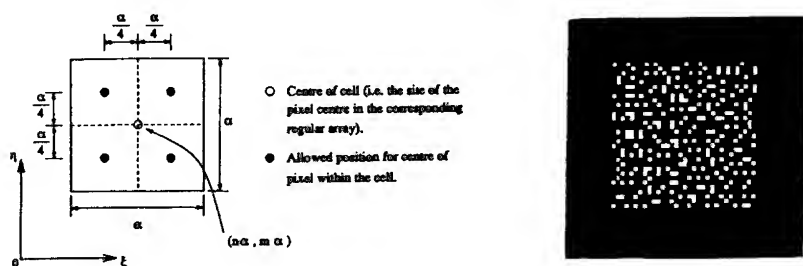 α/4 α/4
α/4
α/4
α
α
η
0
ξ
(nα, mα)
○ Centre of cell (i.e. the site of the
pixel centre in the corresponding
regular array).
● Allowed position for centre of
pixel within the cell.